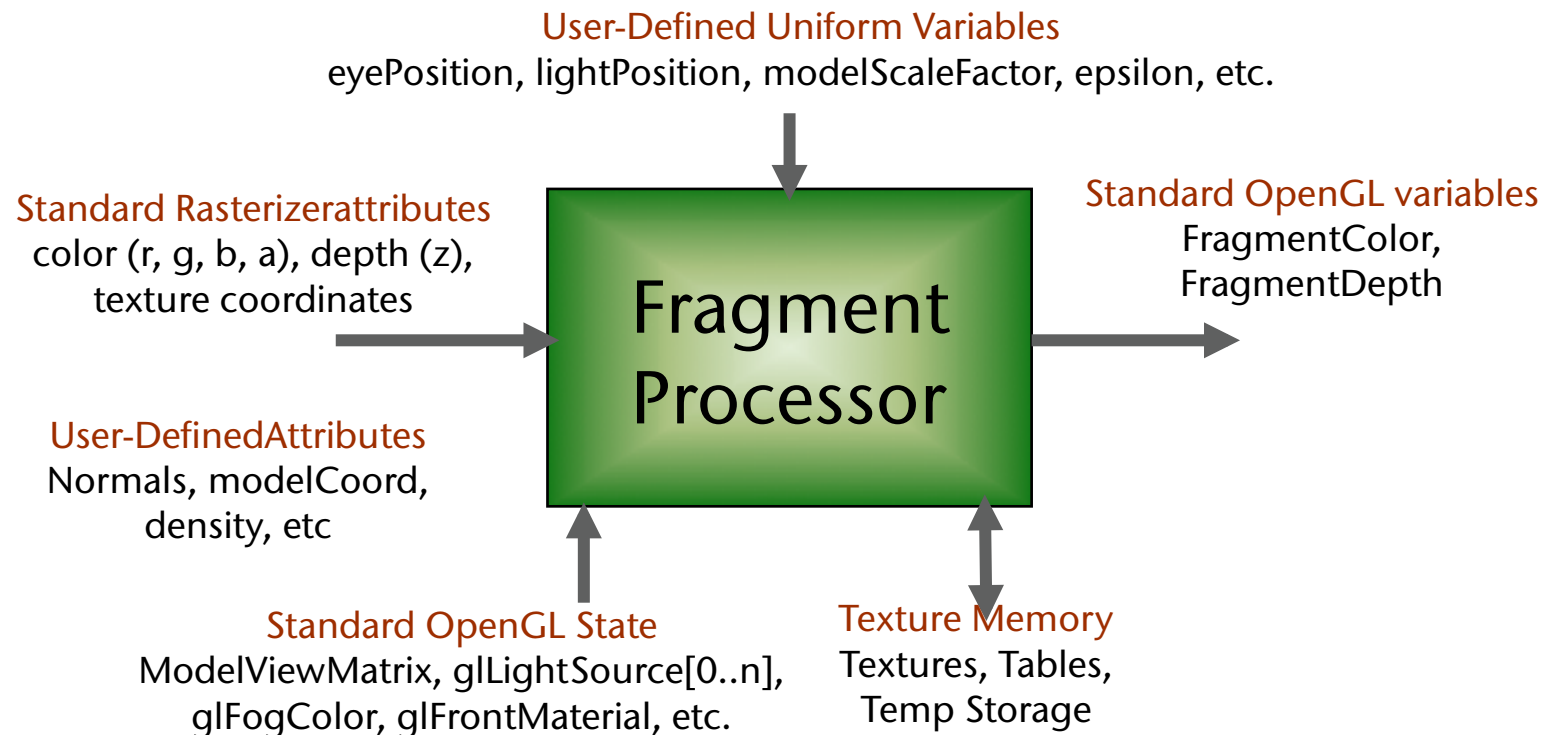 User-Defined Uniform Variables
eyePosition, lightPosition, modelScaleFactor, epsilon, etc.
Standard Rasterizerattributes
color (r, g, b, a), depth (z),
texture coordinates
Standard OpenGL variables
FragmentColor,
FragmentDepth
Fragment
Processor
User-DefinedAttributes
Normals, modelCoord,
density, etc
Standard OpenGL State
ModelViewMatrix, glLightSource[0..n],
glFogColor, glFrontMaterial, etc.
Texture Memory
Textures, Tables,
Temp Storage